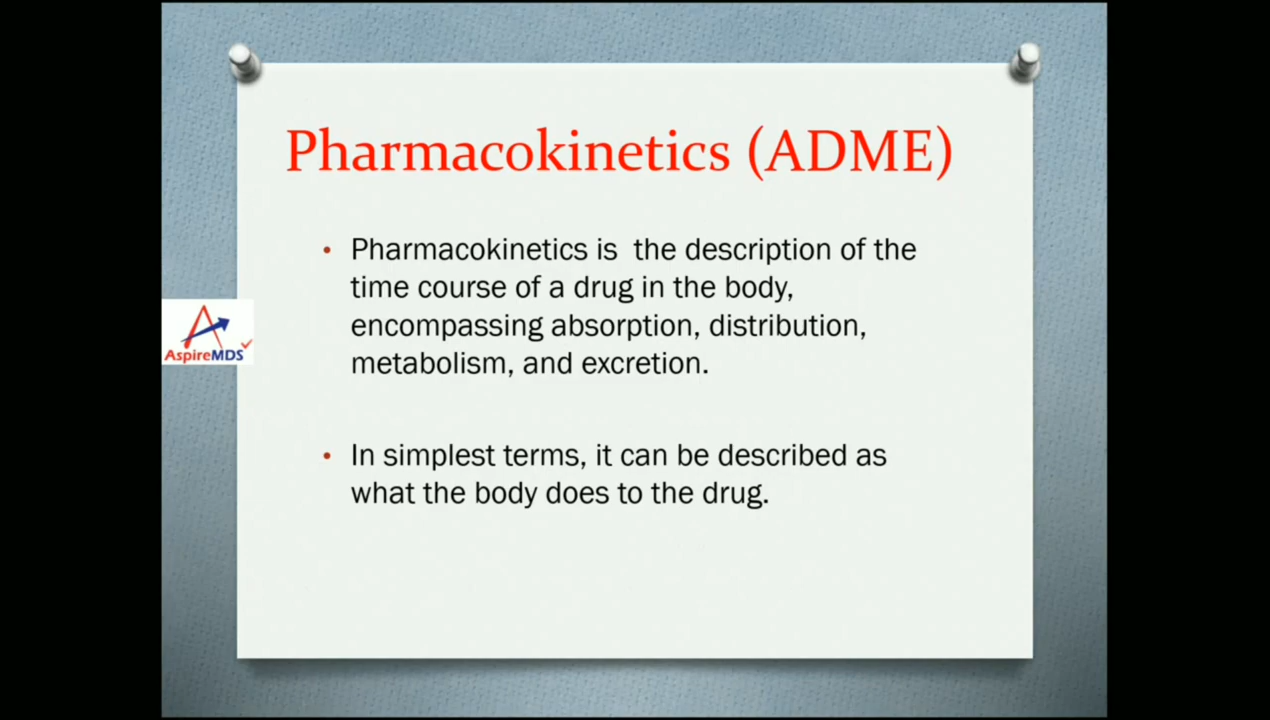 Pharmacokinetics (ADME)
• Pharmacokinetics is the description of the
time course of a drug in the body,
encompassing absorption, distribution,
metabolism, and excretion.
AspireMDS
• In simplest terms, it can be described as
what the body does to the drug.